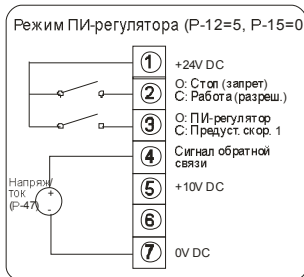 Режим ПИ-регулятора (P-12=5, P-15=0
1 +24V DC
2 О: Стоп (запрет)
С: Работа (разреш.)
3 О: ПИ-регулятор
С: Предуст. скор. 1
4 Сигнал обратной
связи
Напряж/
ток
(P-47)
+
-
5 +10V DC
6
7 0V DC